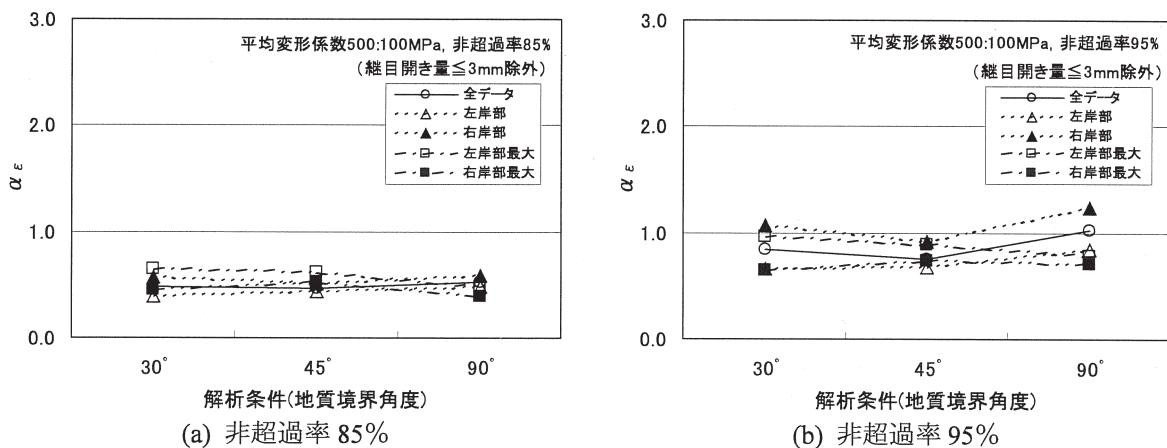 3.0
平均変形係数500:100MPa, 非超過率85%
(継目開き量≦3mm除外)
全データ
左岸部
右岸部
左岸部最大
右岸部最大
2.0
1.0
0.0
α ε
30°
45°
90°
解析条件(地質境界角度)
(a) 非超過率 85%
3.0
平均変形係数500:100MPa, 非超過率95%
(継目開き量≦3mm除外)
全データ
左岸部
右岸部
左岸部最大
右岸部最大
2.0
1.0
0.0
α ε
30°
45°
90°
解析条件(地質境界角度)
(b) 非超過率 95%